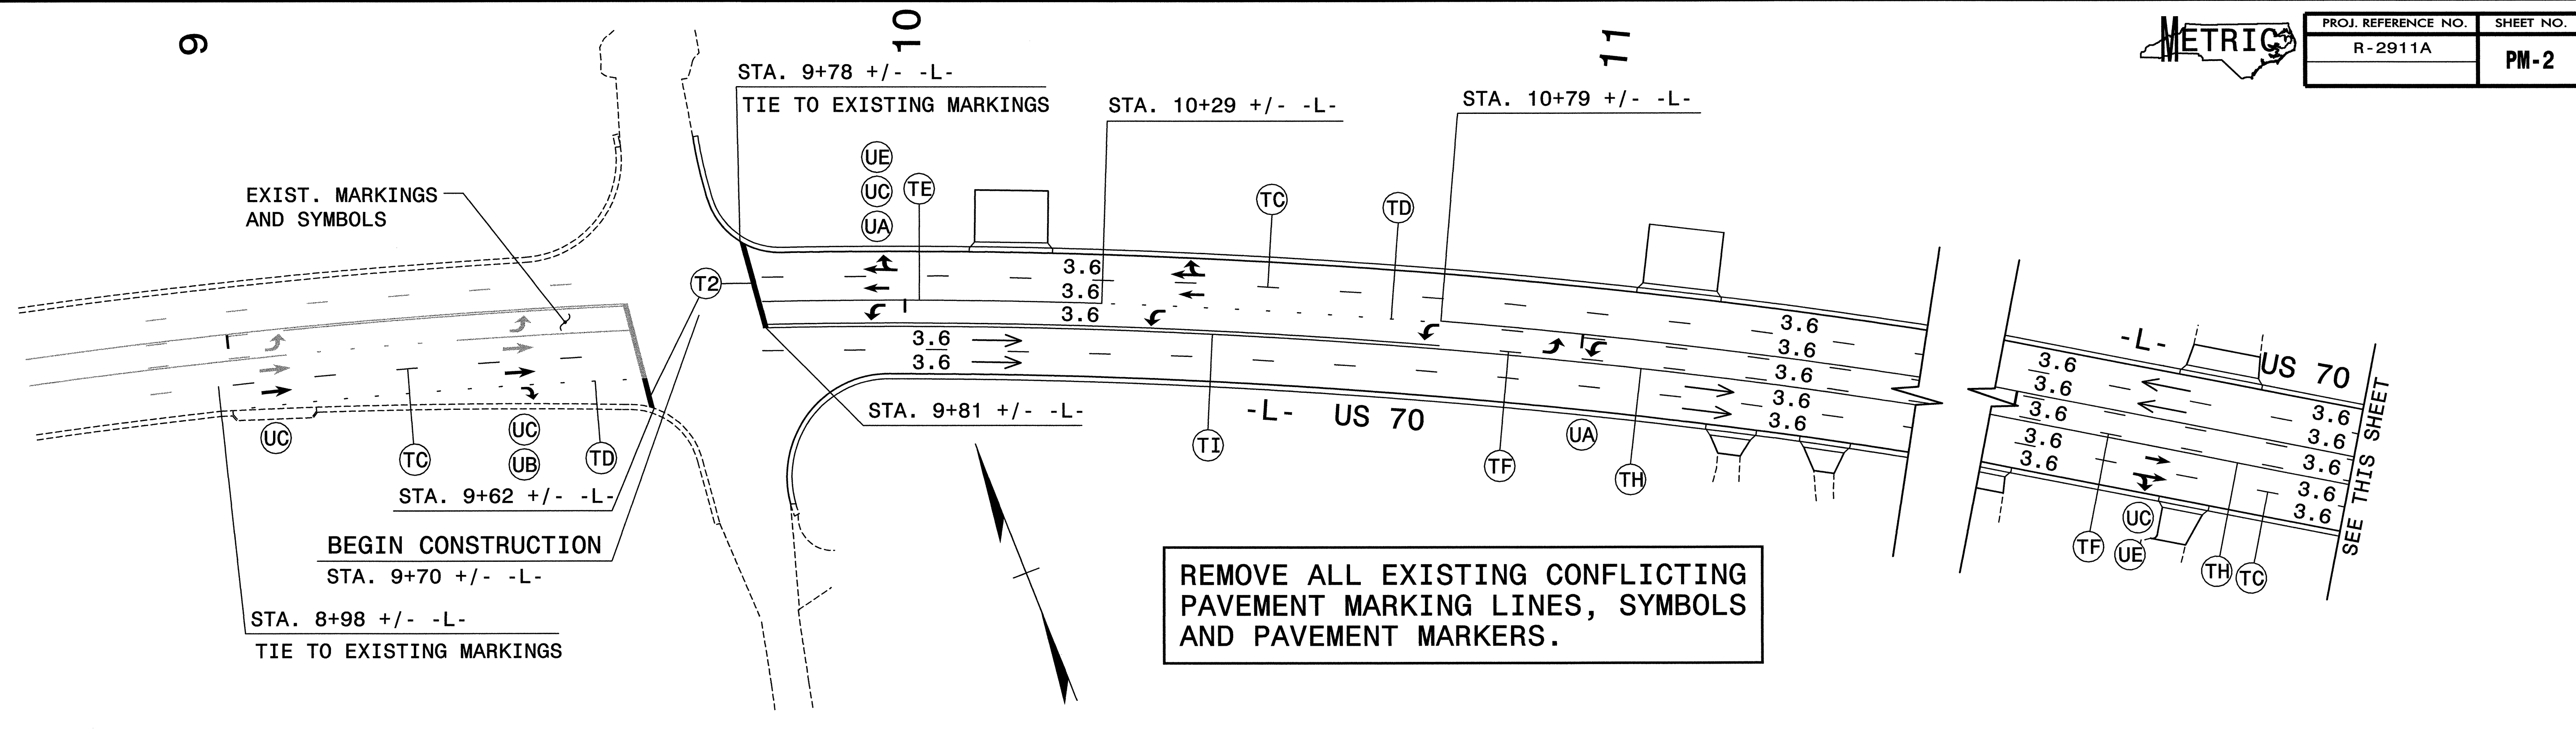 9
10
11
METRIC
PROJ. REFERENCE NO.
SHEET NO.
R-2911A
PM-2
STA. 9+78 +/- -L-
TIE TO EXISTING MARKINGS
STA. 10+29 +/- -L-
STA. 10+79 +/- -L-
EXIST. MARKINGS
AND SYMBOLS
UE
UC
UA
TE
TC
TD
T2
3.6
3.6
3.6
3.6
3.6
3.6
3.6
3.6
3.6
3.6
-L- US 70
3.6
3.6
3.6
3.6
3.6
3.6
3.6
3.6
3.6
3.6
SEE THIS SHEET
STA. 9+81 +/- -L-
-L- US 70
TI
TF
UA
TH
UC
UE
TF
TH
TC
UC
TC
UC
UB
TD
STA. 9+62 +/- -L-
BEGIN CONSTRUCTION
STA. 9+70 +/- -L-
STA. 8+98 +/- -L-
TIE TO EXISTING MARKINGS
REMOVE ALL EXISTING CONFLICTING
PAVEMENT MARKING LINES, SYMBOLS
AND PAVEMENT MARKERS.